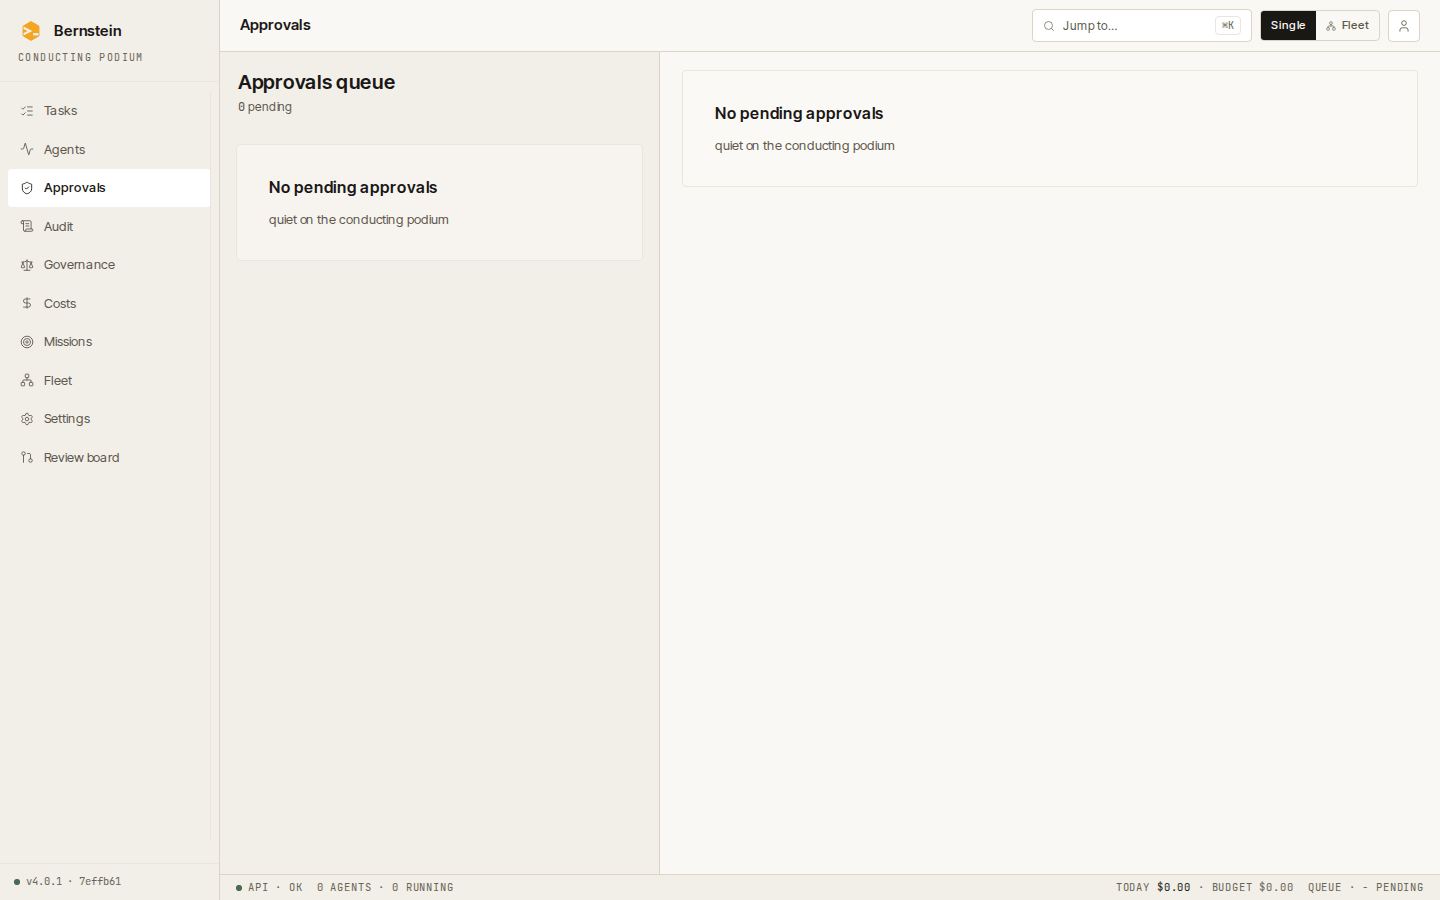 Bernstein
CONDUCTING PODIUM
Tasks
Agents
Approvals
Audit
Governance
Costs
Missions
Fleet
Settings
Review board
v4.0.1 · 7effb61
Approvals
Jump to...
⌘K
Single
Fleet
Approvals queue
0 pending
No pending approvals
quiet on the conducting podium
No pending approvals
quiet on the conducting podium
API · OK 0 AGENTS · 0 RUNNING
TODAY $0.00 · BUDGET $0.00 QUEUE · - PENDING